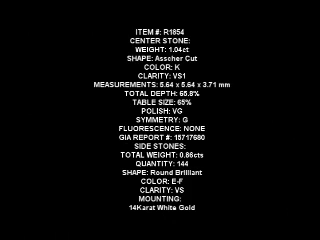 ITEM #: R1854
CENTER STONE:
WEIGHT: 1.04ct
SHAPE: Asscher Cut
COLOR: K
CLARITY: VS1
MEASUREMENTS: 5.64 x 5.64 x 3.71 mm
TOTAL DEPTH: 65.8%
TABLE SIZE: 65%
POLISH: VG
SYMMETRY: G
FLUORESCENCE: NONE
GIA REPORT #: 15717680
SIDE STONES:
TOTAL WEIGHT: 0.86cts
QUANTITY: 144
SHAPE: Round Brilliant
COLOR: E-F
CLARITY: VS
MOUNTING:
14Karat White Gold